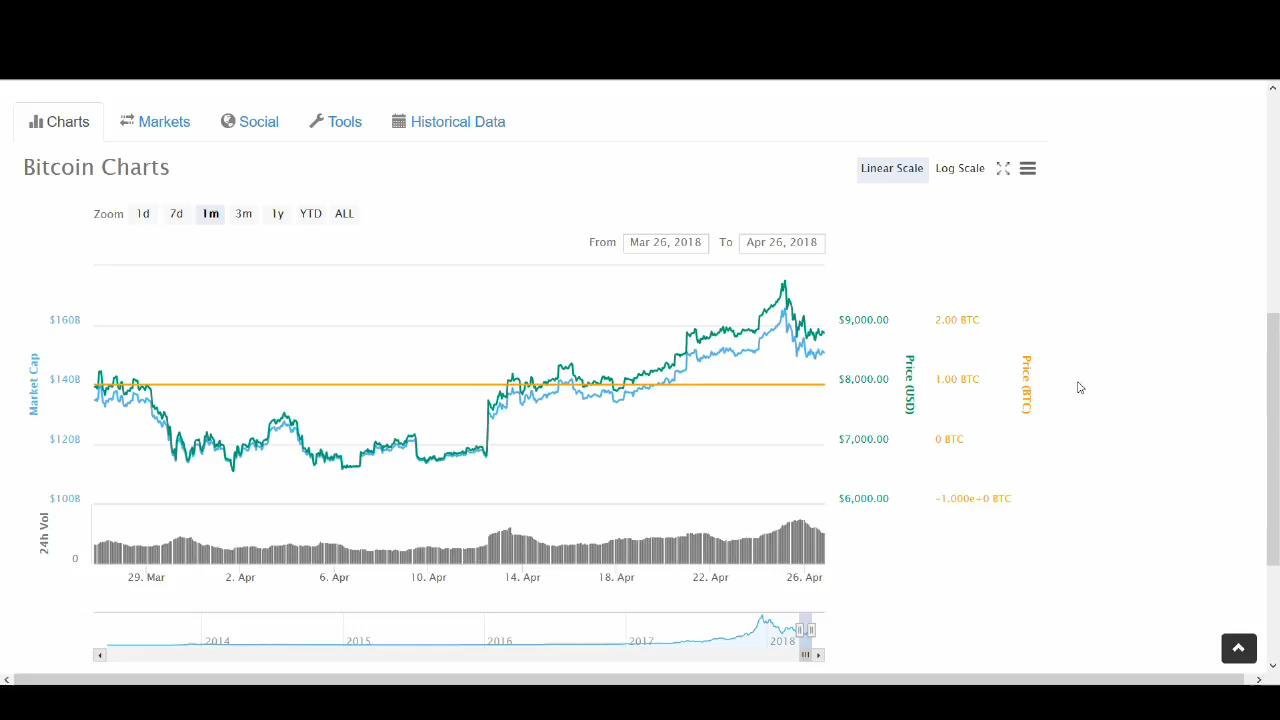 Charts Markets Social Tools Historical Data
Bitcoin Charts
Linear Scale Log Scale
Zoom 1d 7d 1m 3m 1y YTD ALL
From Mar 26, 2018 To Apr 26, 2018
$160B $9,000.00 2.00 BTC
$140B $8,000.00 1.00 BTC
$120B $7,000.00 0 BTC
$100B $6,000.00 -1.000e+0 BTC
Market Cap
Price (USD)
Price (BTC)
24h Vol
0
29. Mar 2. Apr 6. Apr 10. Apr 14. Apr 18. Apr 22. Apr 26. Apr
2014 2015 2016 2017 2018